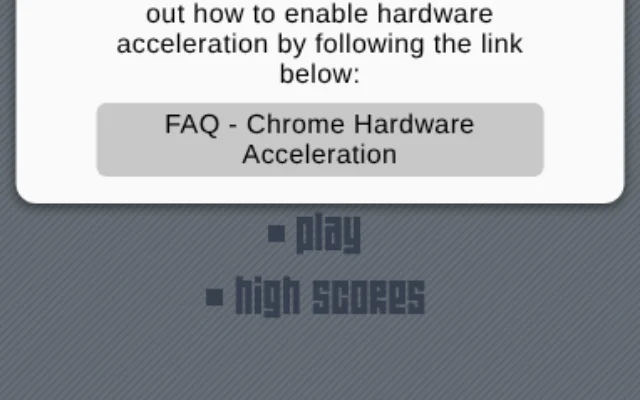 out how to enable hardware
acceleration by following the link
below:
FAQ - Chrome Hardware
Acceleration
play
high scores